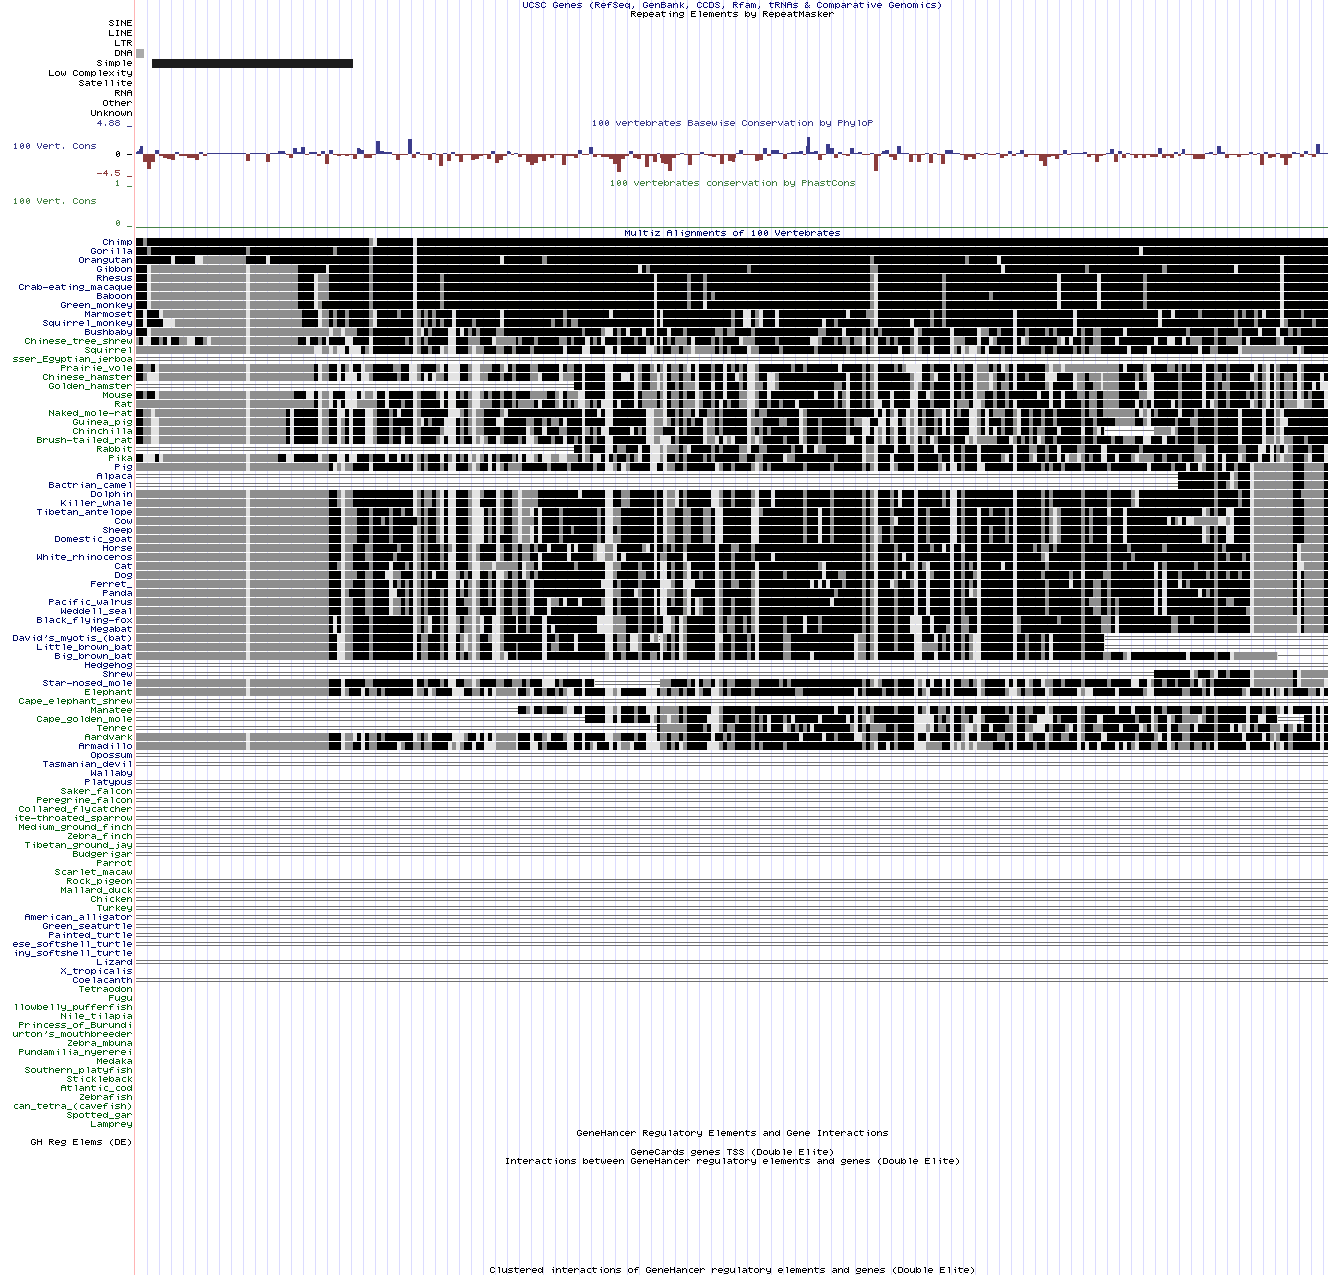 UCSC Genes (RefSeq, GenBank, CCDS, Rfam, tRNAs & Comparative Genomics)
Repeating Elements by RepeatMasker
SINE
LINE
LTR
DNA
Simple
Low Complexity
Satellite
RNA
Other
Unknown
100 vertebrates Basewise Conservation by PhyloP
4.88 _
100 Vert. Cons
0 _
-4.5 _
100 vertebrates conservation by PhastCons
1 _
100 Vert. Cons
0 _
Multiz Alignments of 100 Vertebrates
Chimp
Gorilla
Orangutan
Gibbon
Rhesus
Crab-eating_macaque
Baboon
Green_monkey
Marmoset
Squirrel_monkey
Bushbaby
Chinese_tree_shrew
Squirrel
sser_Egyptian_jerboa
Prairie_vole
Chinese_hamster
Golden_hamster
Mouse
Rat
Naked_mole-rat
Guinea_pig
Chinchilla
Brush-tailed_rat
Rabbit
Pika
Pig
Alpaca
Bactrian_camel
Dolphin
Killer_whale
Tibetan_antelope
Cow
Sheep
Domestic_goat
Horse
White_rhinoceros
Cat
Dog
Ferret_
Panda
Pacific_walrus
Weddell_seal
Black_flying-fox
Megabat
David's_myotis_(bat)
Little_brown_bat
Big_brown_bat
Hedgehog
Shrew
Star-nosed_mole
Elephant
Cape_elephant_shrew
Manatee
Cape_golden_mole
Tenrec
Aardvark
Armadillo
Opossum
Tasmanian_devil
Wallaby
Platypus
Saker_falcon
Peregrine_falcon
Collared_flycatcher
ite-throated_sparrow
Medium_ground_finch
Zebra_finch
Tibetan_ground_jay
Budgerigar
Parrot
Scarlet_macaw
Rock_pigeon
Mallard_duck
Chicken
Turkey
American_alligator
Green_seaturtle
Painted_turtle
ese_softshell_turtle
iny_softshell_turtle
Lizard
X_tropicalis
Coelacanth
Tetraodon
Fugu
llowbelly_pufferfish
Nile_tilapia
Princess_of_Burundi
urton's_mouthbreeder
Zebra_mbuna
Pundamilia_nyererei
Medaka
Southern_platyfish
Stickleback
Atlantic_cod
Zebrafish
can_tetra_(cavefish)
Spotted_gar
Lamprey
GeneHancer Regulatory Elements and Gene Interactions
GH Reg Elems (DE)
GeneCards genes TSS (Double Elite)
Interactions between GeneHancer regulatory elements and genes (Double Elite)
Clustered interactions of GeneHancer regulatory elements and genes (Double Elite)